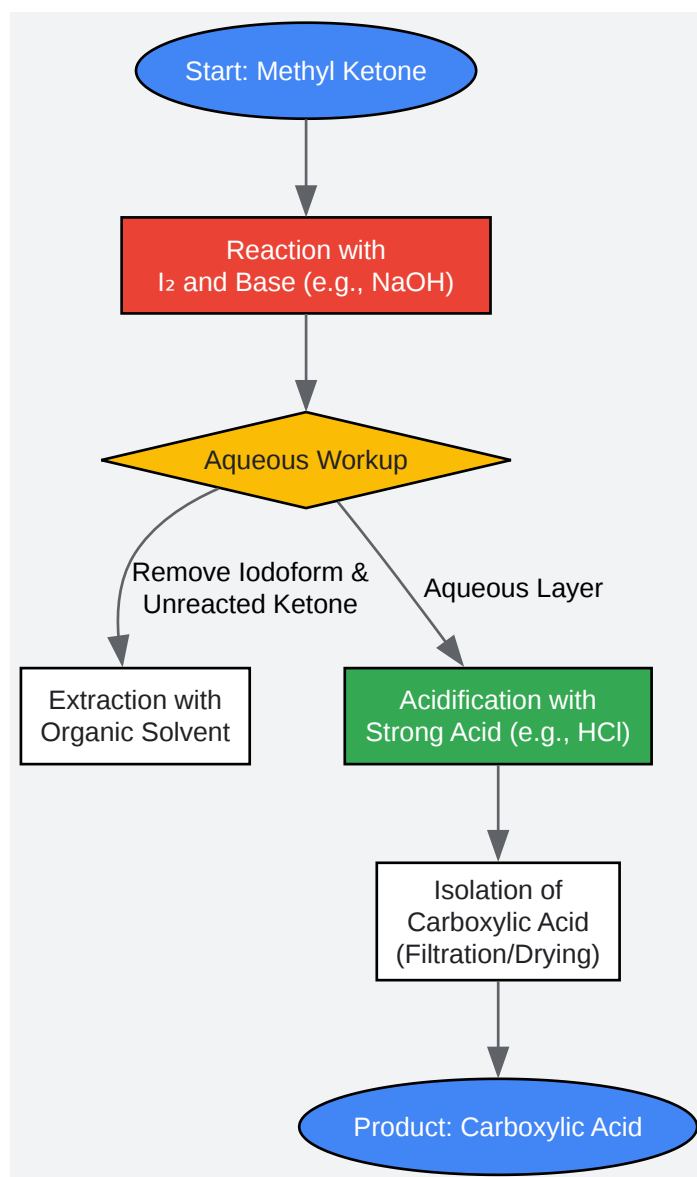 Start: Methyl Ketone
Reaction with
I₂ and Base (e.g., NaOH)
Aqueous Workup
Remove Iodoform &
Unreacted Ketone
Aqueous Layer
Extraction with
Organic Solvent
Acidification with
Strong Acid (e.g., HCl)
Isolation of
Carboxylic Acid
(Filtration/Drying)
Product: Carboxylic Acid